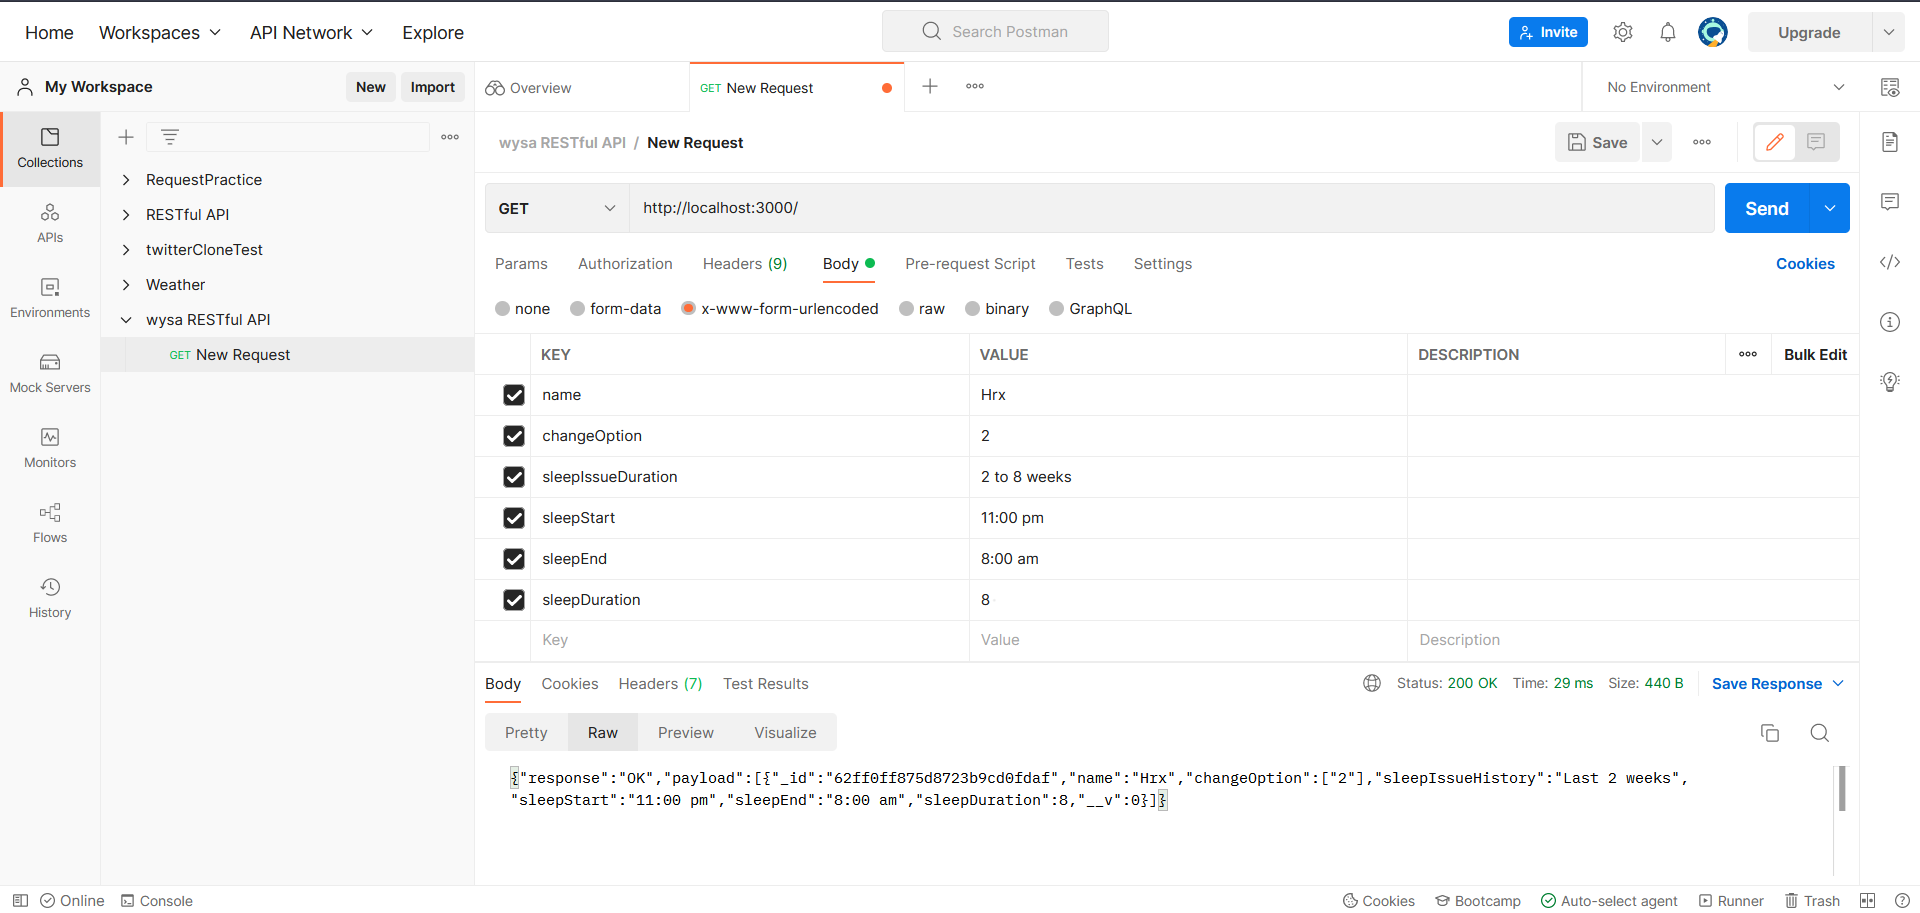 Home Workspaces API Network Explore Search Postman Invite Upgrade
My Workspace New Import Overview GET New Request No Environment
Collections
APIs
Environments
Mock Servers
Monitors
Flows
History
RequestPractice
RESTful API
twitterCloneTest
Weather
wysa RESTful API
GET New Request
wysa RESTful API / New Request Save
GET http://localhost:3000/ Send
Params Authorization Headers (9) Body Pre-request Script Tests Settings Cookies
none form-data x-www-form-urlencoded raw binary GraphQL
KEY VALUE DESCRIPTION Bulk Edit
name Hrx
changeOption 2
sleepIssueDuration 2 to 8 weeks
sleepStart 11:00 pm
sleepEnd 8:00 am
sleepDuration 8
Key Value Description
Body Cookies Headers (7) Test Results Status: 200 OK Time: 29 ms Size: 440 B Save Response
Pretty Raw Preview Visualize
{"response":"OK","payload":[{"_id":"62ff0ff875d8723b9cd0fdaf","name":"Hrx","changeOption":["2"],"sleepIssueHistory":"Last 2 weeks",
"sleepStart":"11:00 pm","sleepEnd":"8:00 am","sleepDuration":8,"__v":0}]}
Online Console Cookies Bootcamp Auto-select agent Runner Trash